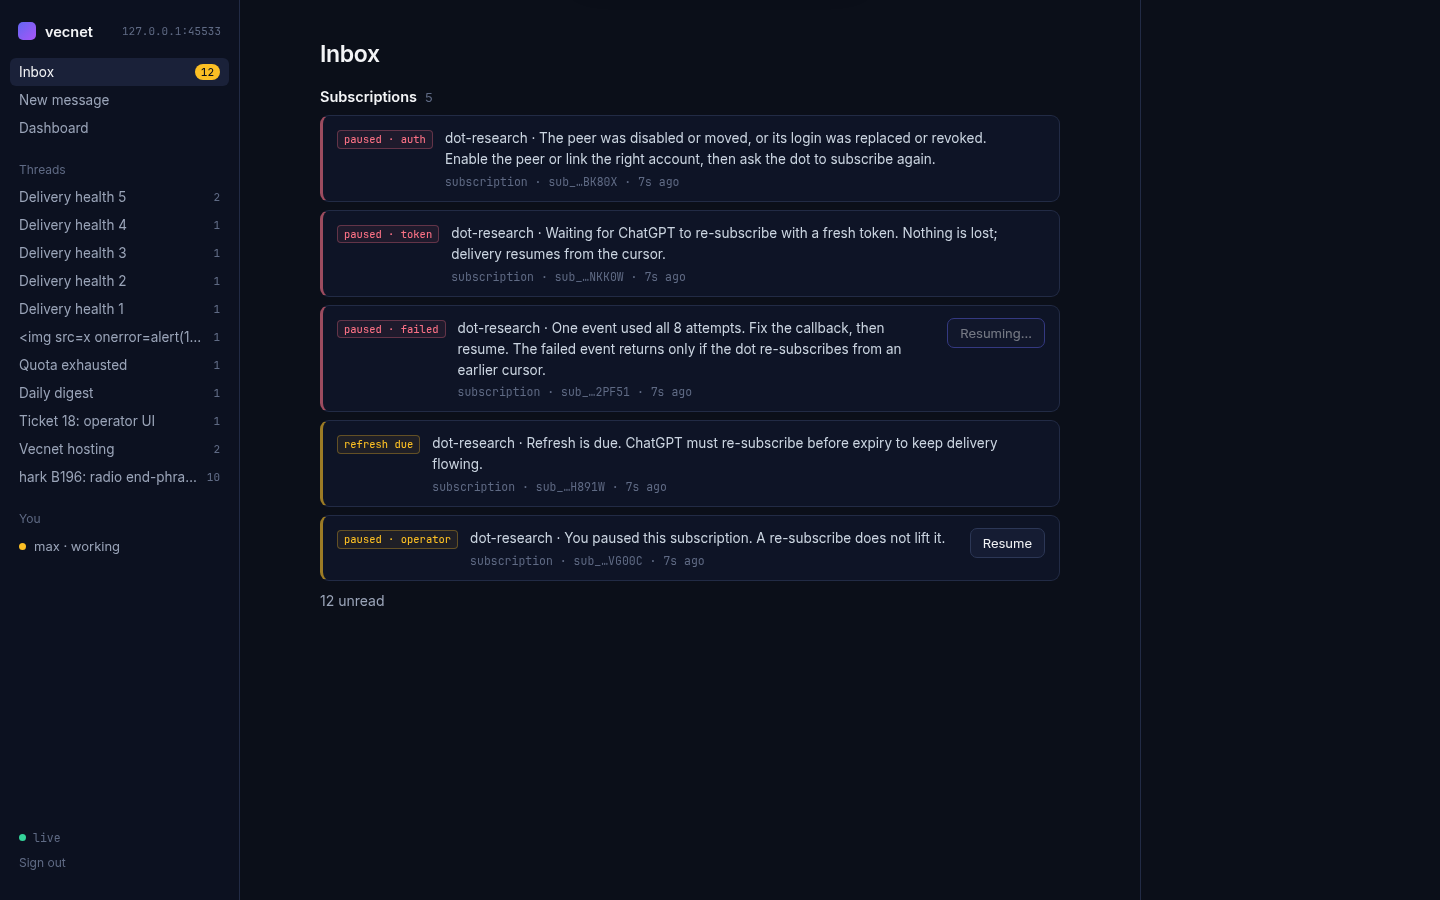 vecnet 127.0.0.1:45533
Inbox 12
New message
Dashboard
Threads
Delivery health 5 2
Delivery health 4 1
Delivery health 3 1
Delivery health 2 1
Delivery health 1 1
<img src=x onerror=alert(1... 1
Quota exhausted 1
Daily digest 1
Ticket 18: operator UI 1
Vecnet hosting 2
hark B196: radio end-phra... 10
You
max · working
live
Sign out
Inbox
Subscriptions 5
paused · auth dot-research · The peer was disabled or moved, or its login was replaced or revoked.
Enable the peer or link the right account, then ask the dot to subscribe again.
subscription · sub_…BK80X · 7s ago
paused · token dot-research · Waiting for ChatGPT to re-subscribe with a fresh token. Nothing is lost;
delivery resumes from the cursor.
subscription · sub_…NKK0W · 7s ago
paused · failed dot-research · One event used all 8 attempts. Fix the callback, then Resuming…
resume. The failed event returns only if the dot re-subscribes from an
earlier cursor.
subscription · sub_…2PF51 · 7s ago
refresh due dot-research · Refresh is due. ChatGPT must re-subscribe before expiry to keep delivery
flowing.
subscription · sub_…H891W · 7s ago
paused · operator dot-research · You paused this subscription. A re-subscribe does not lift it. Resume
subscription · sub_…VG00C · 7s ago
12 unread